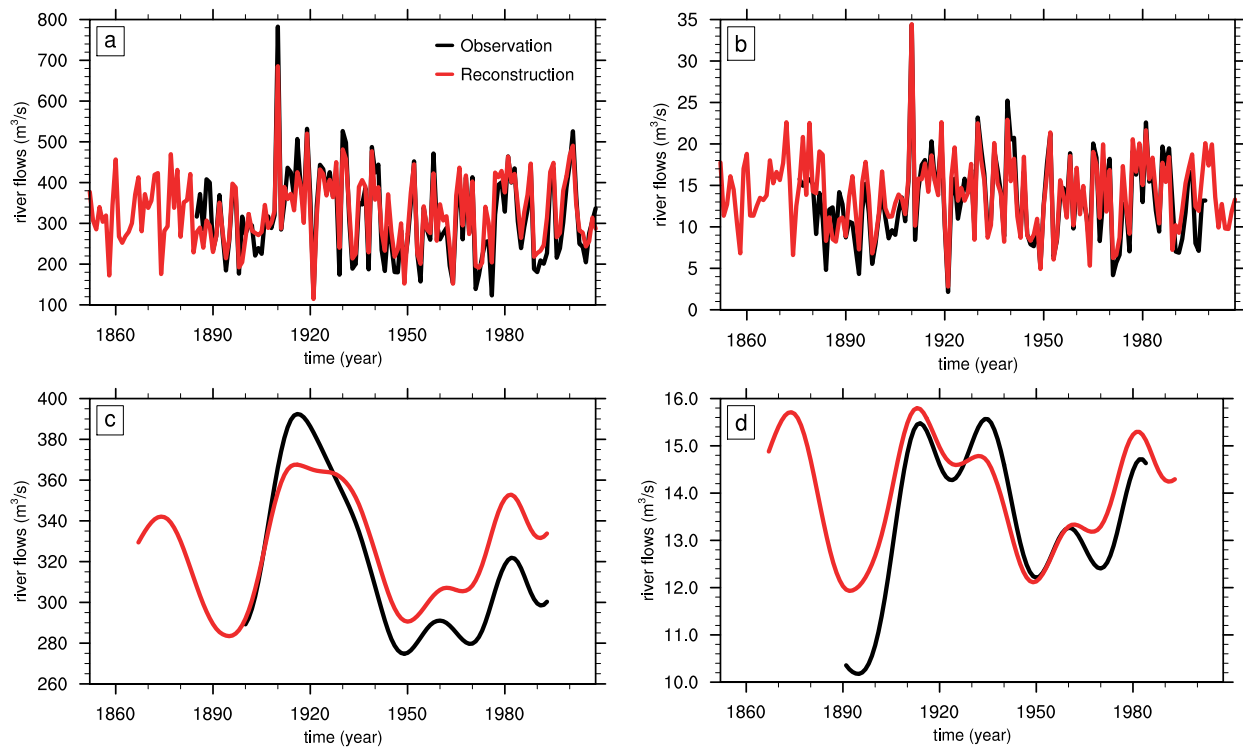 a
Observation
Reconstruction
800
700
600
500
400
300
200
100
river flows (m³/s)
1860 1890 1920 1950 1980
time (year)
b
35
30
25
20
15
10
5
0
river flows (m³/s)
1860 1890 1920 1950 1980
time (year)
c
400
380
360
340
320
300
280
260
river flows (m³/s)
1860 1890 1920 1950 1980
time (year)
d
16.0
15.0
14.0
13.0
12.0
11.0
10.0
river flows (m³/s)
1860 1890 1920 1950 1980
time (year)